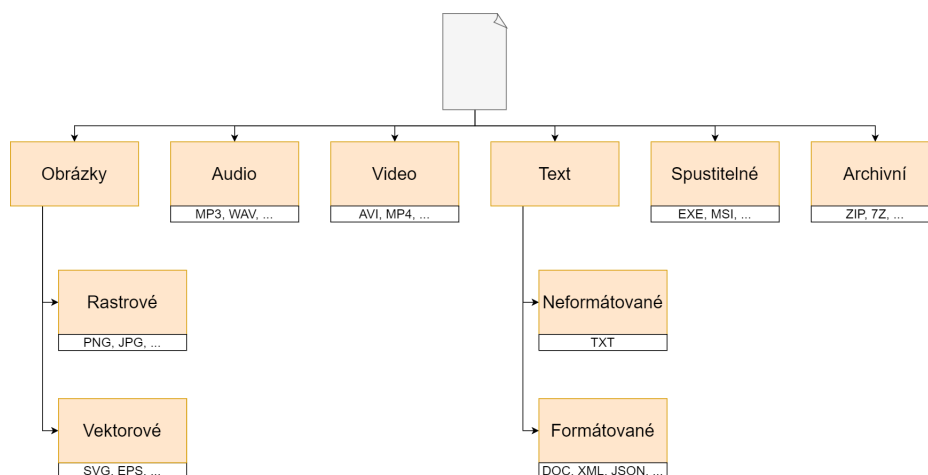 Obrázky
Audio
MP3, WAV, ...
Video
AVI, MP4, ...
Text
Spustitelné
EXE, MSI, ...
Archivní
ZIP, 7Z, ...
Rastrové
PNG, JPG, ...
Vektorové
SVG, EPS, ...
Neformátované
TXT
Formátované
DOC, XML, JSON, ...